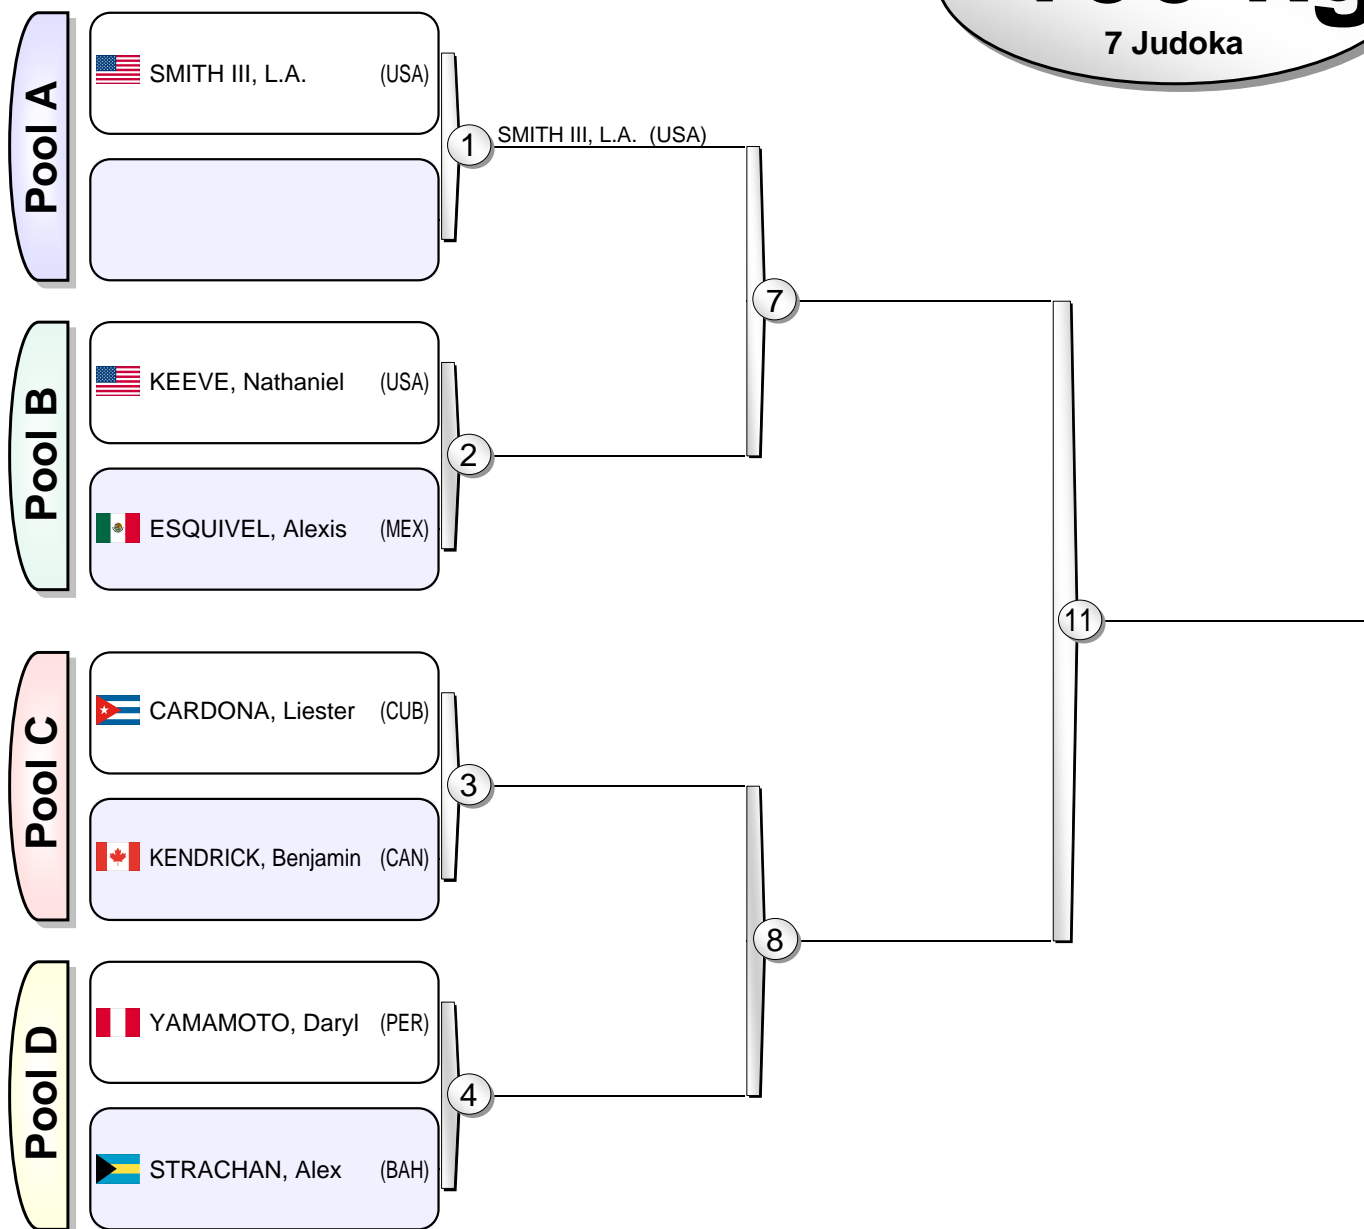 7 Judoka
Pool A
SMITH III, L.A. (USA)
1
SMITH III, L.A. (USA)
7
Pool B
KEEVE, Nathaniel (USA)
2
ESQUIVEL, Alexis (MEX)
11
Pool C
CARDONA, Liester (CUB)
3
KENDRICK, Benjamin (CAN)
8
Pool D
YAMAMOTO, Daryl (PER)
4
STRACHAN, Alex (BAH)